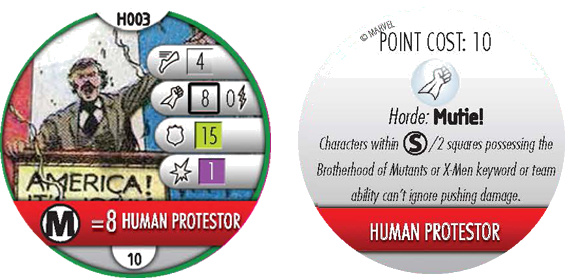 H003
4
8 0
15
1
AMERICA!
M =8 HUMAN PROTESTOR
10
© MARVEL
POINT COST: 10
Horde: Mutie!
Characters within S/2 squares possessing the
Brotherhood of Mutants or X-Men keyword or team
ability can't ignore pushing damage.
HUMAN PROTESTOR